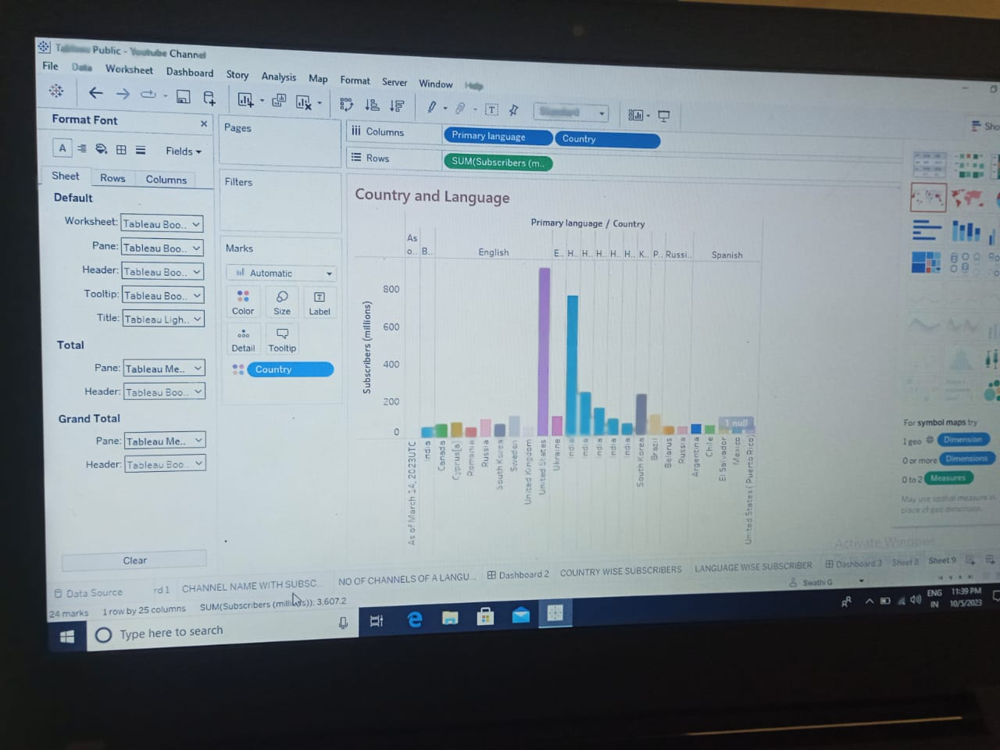 Public - Youtube Channel
File Data Worksheet Dashboard Story Analysis Map Format Server Window Help
Format Font
Fields
Sheet Rows Columns
Default
Worksheet: Tableau Boo..
Pane: Tableau Boo..
Header: Tableau Boo..
Tooltip: Tableau Boo..
Title: Tableau Ligh..
Total
Pane: Tableau Me..
Header: Tableau Boo..
Grand Total
Pane: Tableau Me..
Header: Tableau Boo..
Clear
Pages
Filters
Marks
Automatic
Color Size Label
Detail Tooltip
Country
Columns Primary language Country
Rows SUM(Subscribers (m..
Sho
Country and Language
Primary language / Country
As
o.. B.. English E.. H.. H.. H.. H.. H.. K.. P.. Russi.. Spanish
Subscribers (millions)
800
600
400
200
0
1 null
As of March 14, 2023UTC
India
Canada
Cyprus[a]
Romania
Russia
South Korea
Sweden
United Kingdom
United States
Ukraine
India
India
India
India
India
South Korea
Brazil
Belarus
Russia
Argentina
Chile
El Salvador
Mexico
United States ( Puerto Rico)
For symbol maps try
1 geo Dimension
0 or more Dimensions
0 to 2 Measures
May use spatial measure in
place of geo dimension.
Activate Windows
Data Source rd 1 CHANNEL NAME WITH SUBSC... NO OF CHANNELS OF A LANGU... Dashboard 2 COUNTRY WISE SUBSCRIBERS LANGUAGE WISE SUBSCRIBER Dashboard 3 Sheet 8 Sheet 9
24 marks 1 row by 25 columns SUM(Subscribers (millions)): 3,607.2
Swathi G
Type here to search
ENG
IN
11:39 PM
10/5/2023